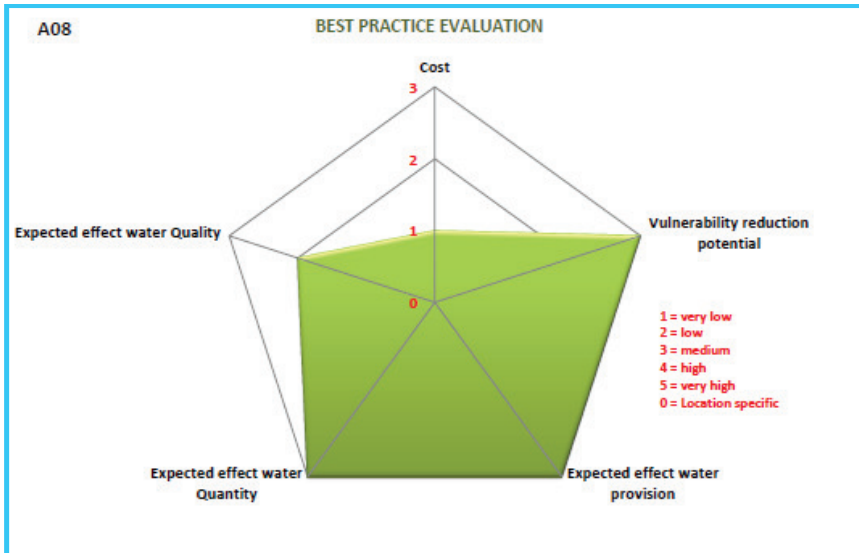 A08
BEST PRACTICE EVALUATION
Cost
3
2
1
0
Vulnerability reduction
potential
Expected effect water Quality
1 = very low
2 = low
3 = medium
4 = high
5 = very high
0 = Location specific
Expected effect water
Quantity
Expected effect water
provision